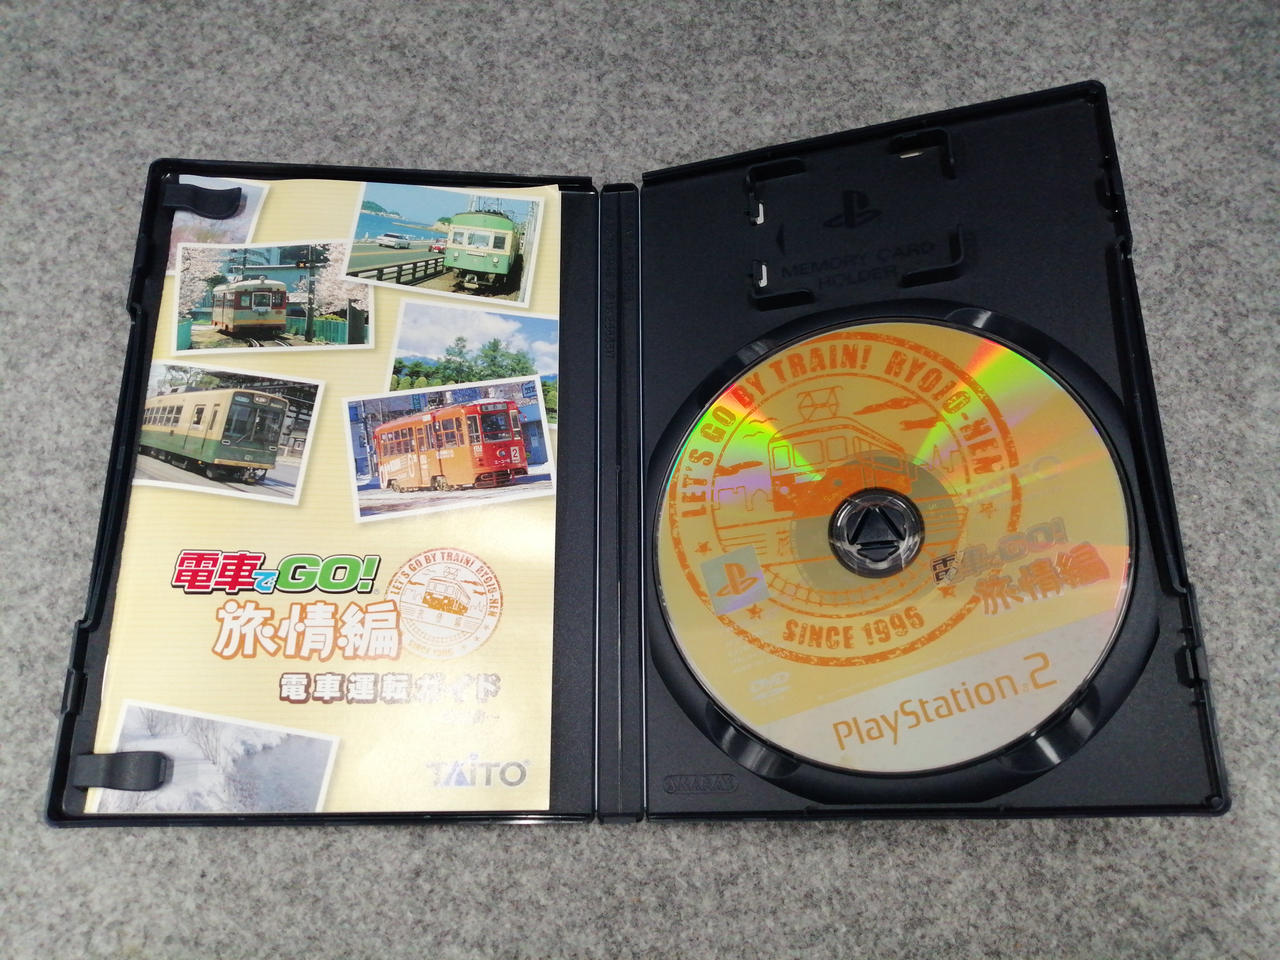 電車でGO!
旅情編
LET'S GO BY TRAIN! RYOJO-HEN
SINCE 1996
電車運転ガイド
TAITO
MEMORY CARD
HOLDER
LET'S GO BY TRAIN! RYOJO-HEN
SINCE 1996
電車でGO!
旅情編
DVD
PlayStation 2